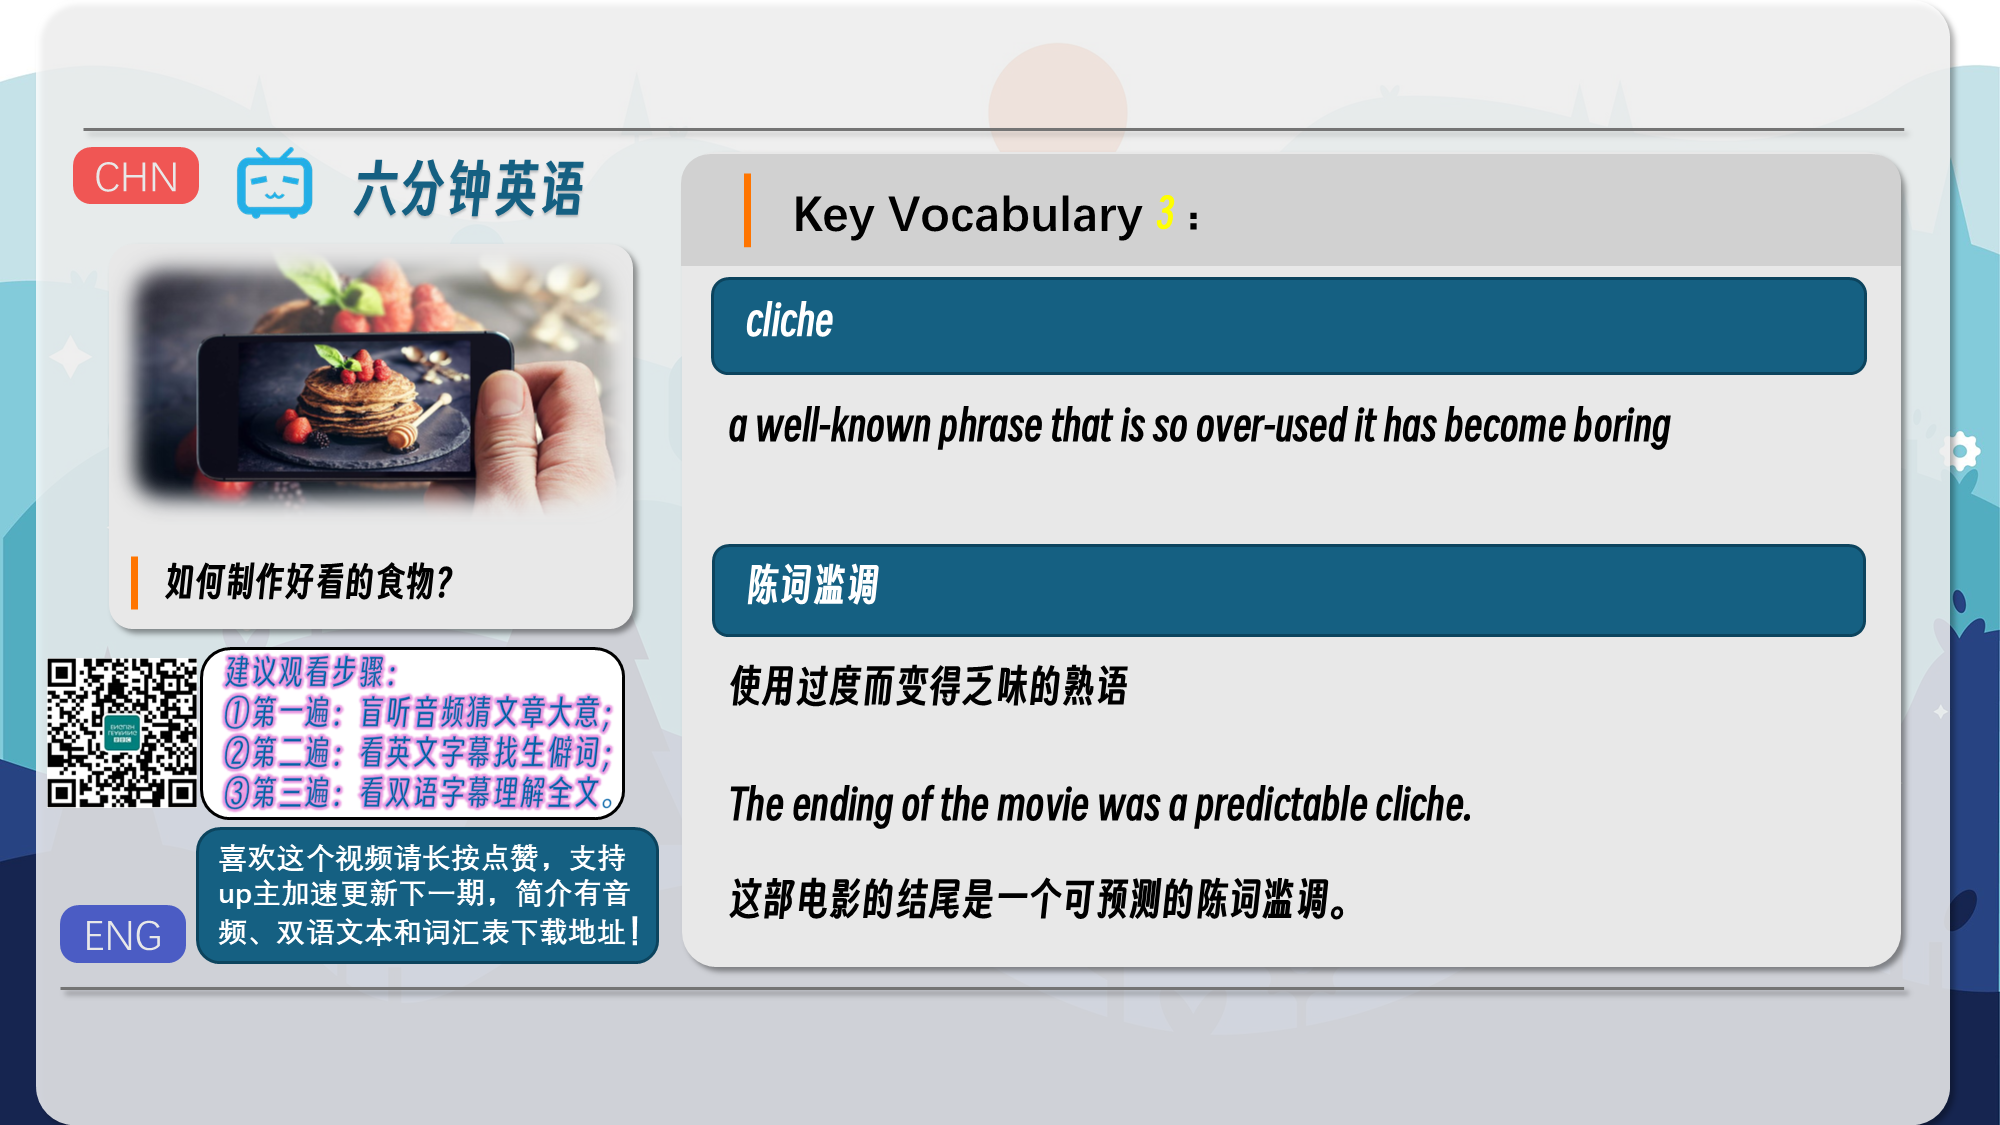 CHN
六分钟英语
如何制作好看的食物?
建议观看步骤：
①第一遍：盲听音频猜文章大意；
②第二遍：看英文字幕找生僻词；
③第三遍：看双语字幕理解全文。
喜欢这个视频请长按点赞，支持
up主加速更新下一期，简介有音
频、双语文本和词汇表下载地址！
ENG
Key Vocabulary 3：
cliche
a well-known phrase that is so over-used it has become boring
陈词滥调
使用过度而变得乏味的熟语
The ending of the movie was a predictable cliche.
这部电影的结尾是一个可预测的陈词滥调。